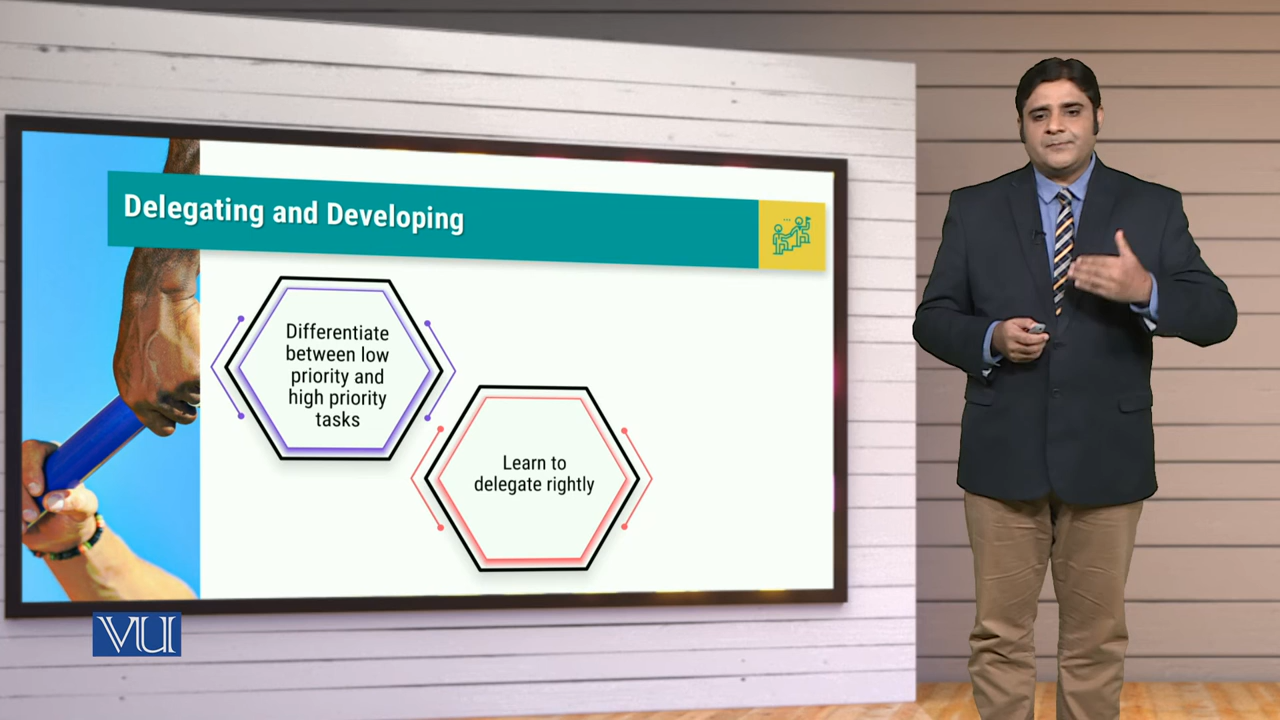 Delegating and Developing
Differentiate
between low
priority and
high priority
tasks
Learn to
delegate rightly
VU